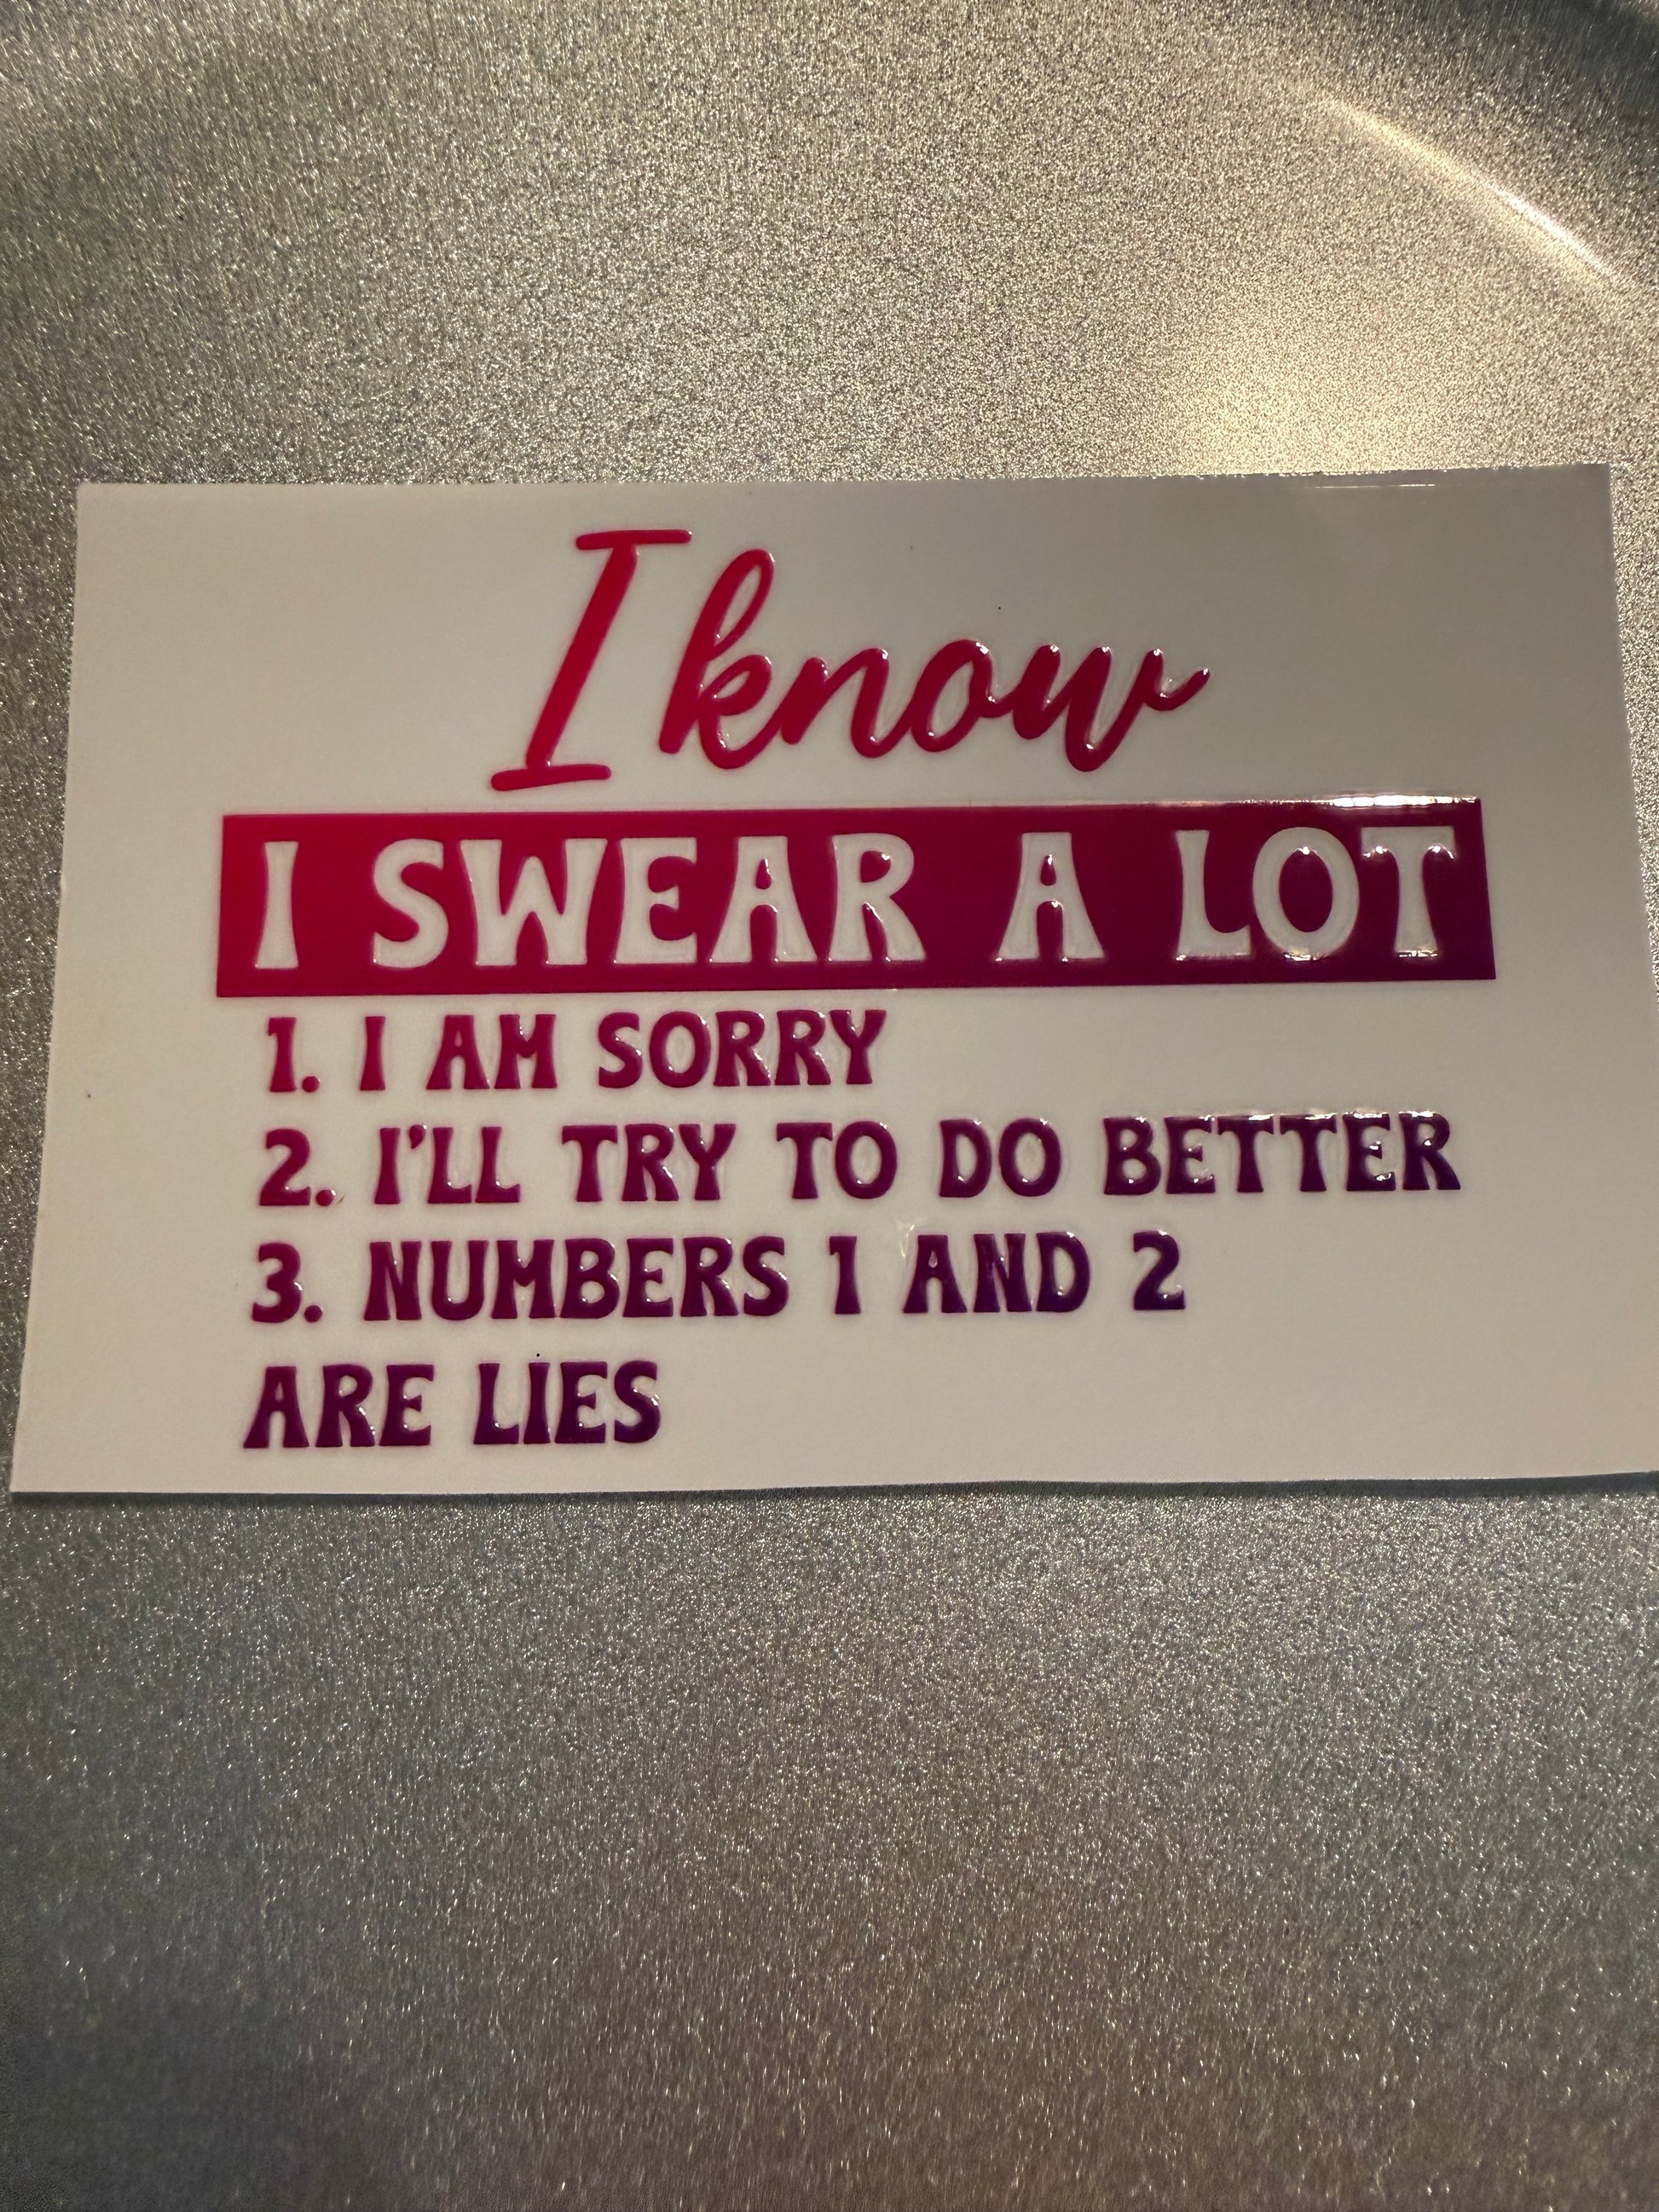 I know
I SWEAR A LOT
1. I AM SORRY
2. I'LL TRY TO DO BETTER
3. NUMBERS 1 AND 2
ARE LIES